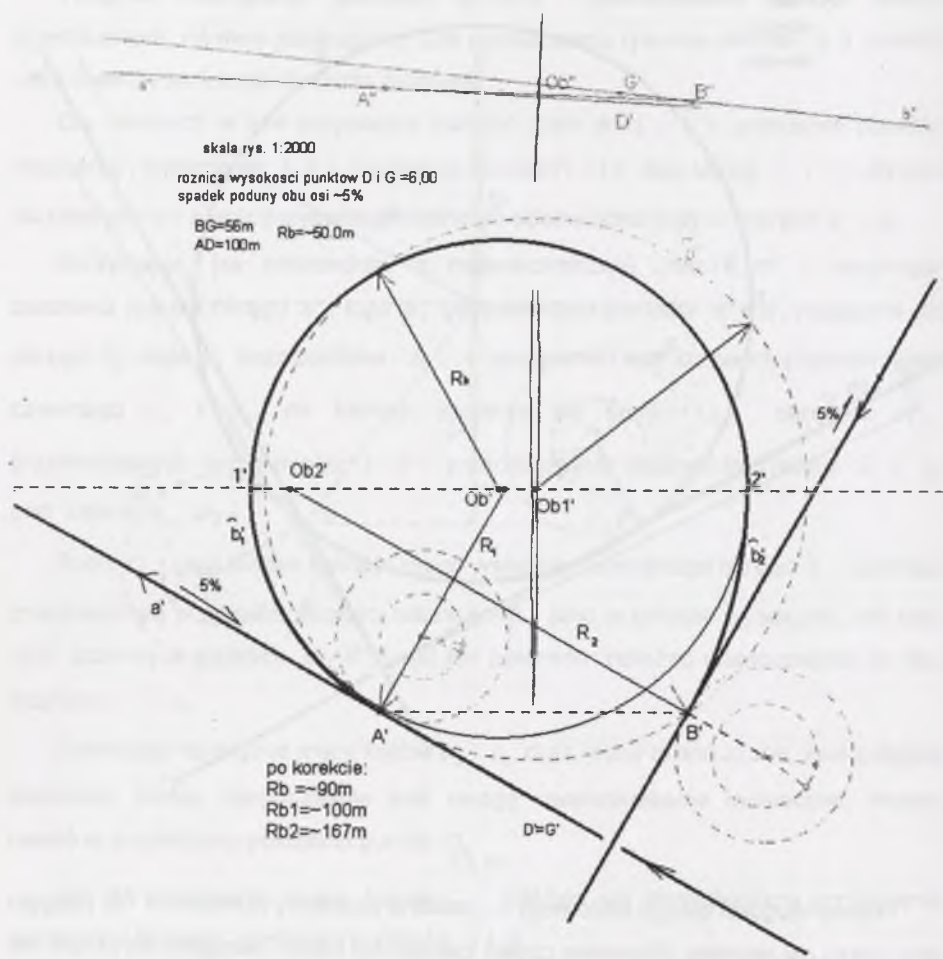 a"
A"
Ob"
G"
B"
D'
b"
skala rys. 1:2000
roznica wysokosci punktow D i G =6,00
spadek poduny obu osi ~5%
BG=56m Rb=~50.0m
AD=100m
Rb
5%
1'
Ob2'
Ob'
Ob1'
2'
b₁'
R₁
b₂'
5%
a'
R₂
A'
B'
po korekcie:
Rb =~90m
Rb1=~100m
Rb2=~167m
D'=G'